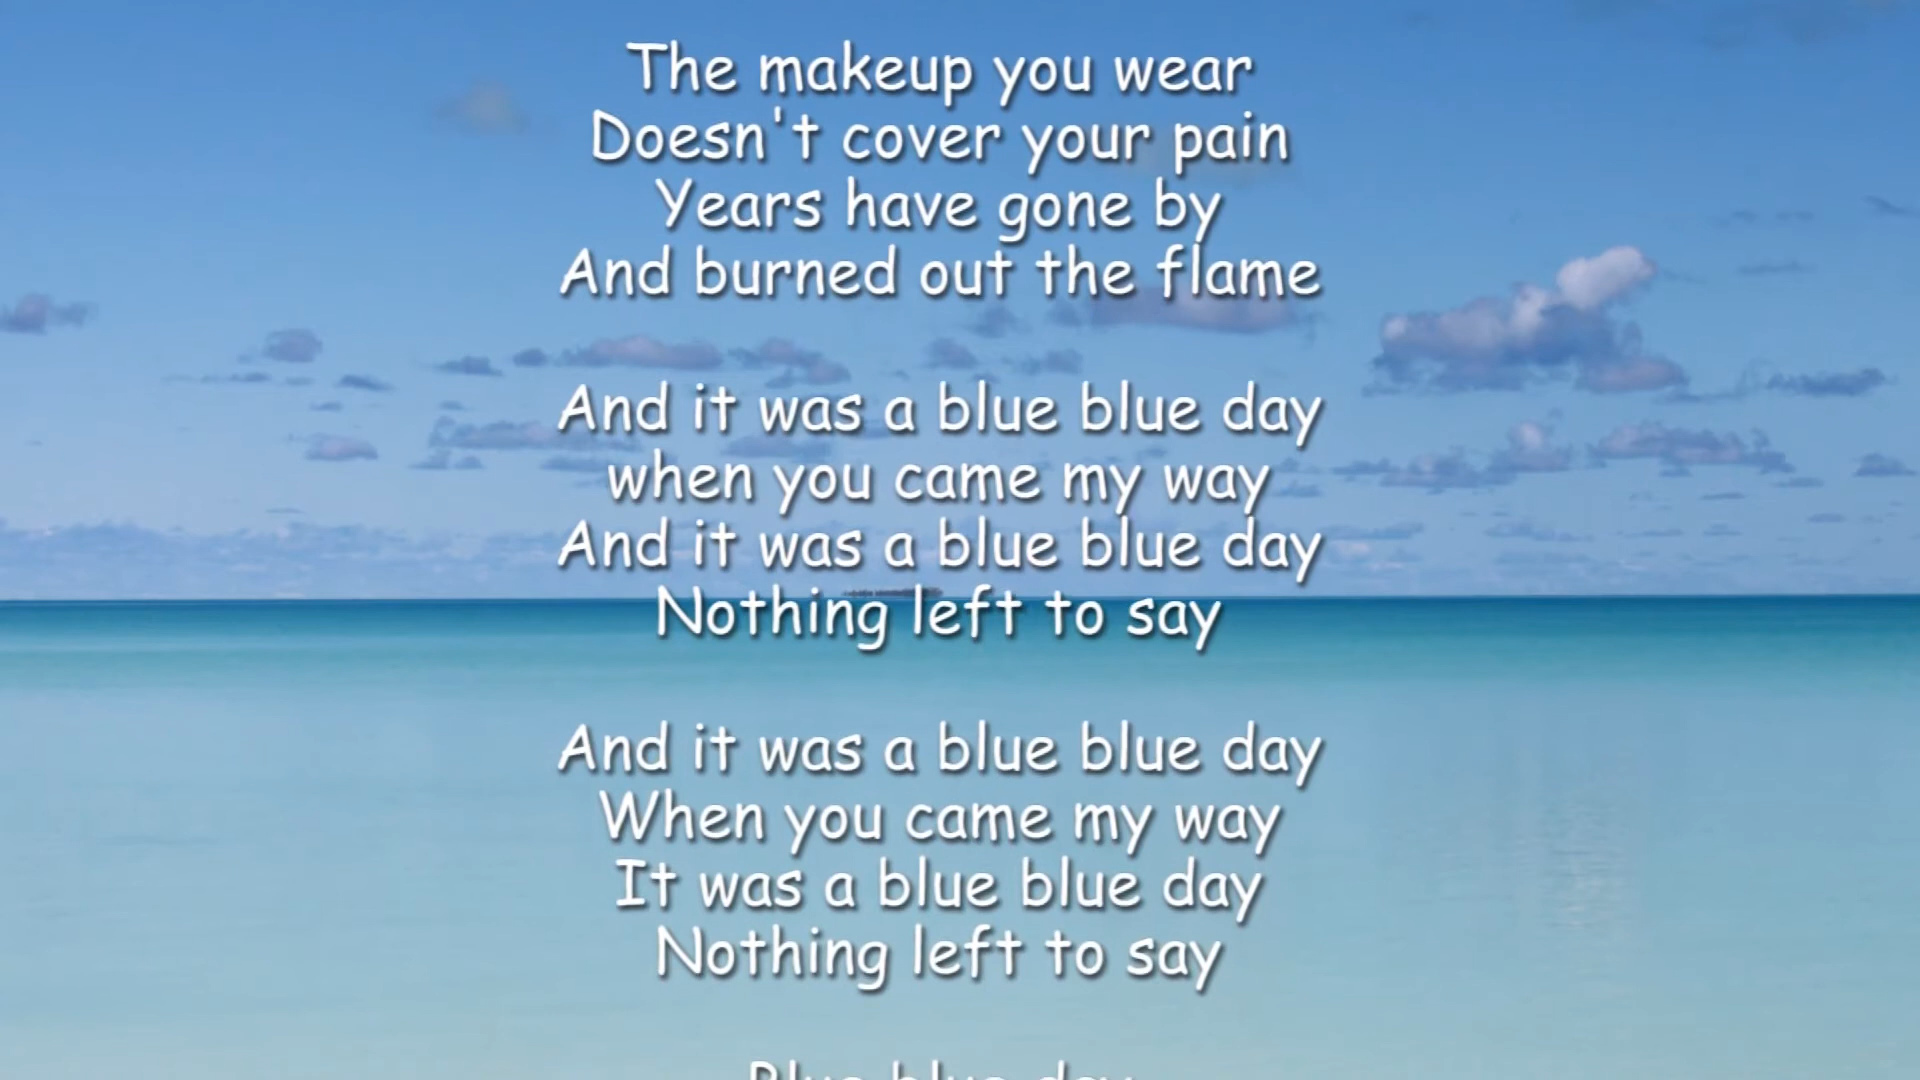 The makeup you wear
Doesn't cover your pain
Years have gone by
And burned out the flame
And it was a blue blue day
when you came my way
And it was a blue blue day
Nothing left to say
And it was a blue blue day
When you came my way
It was a blue blue day
Nothing left to say
Blue blue day